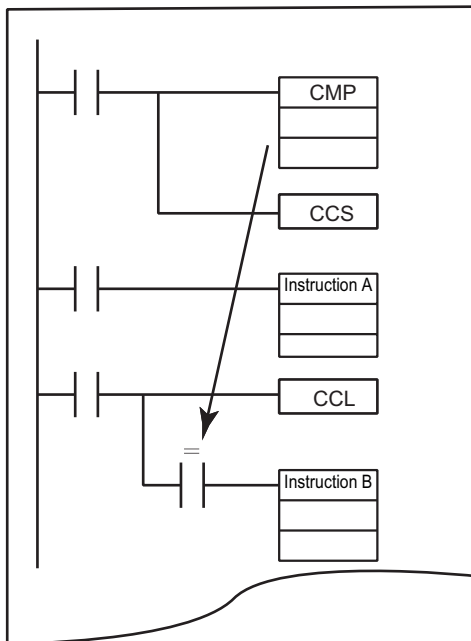 CMP
CCS
Instruction A
CCL
=
Instruction B